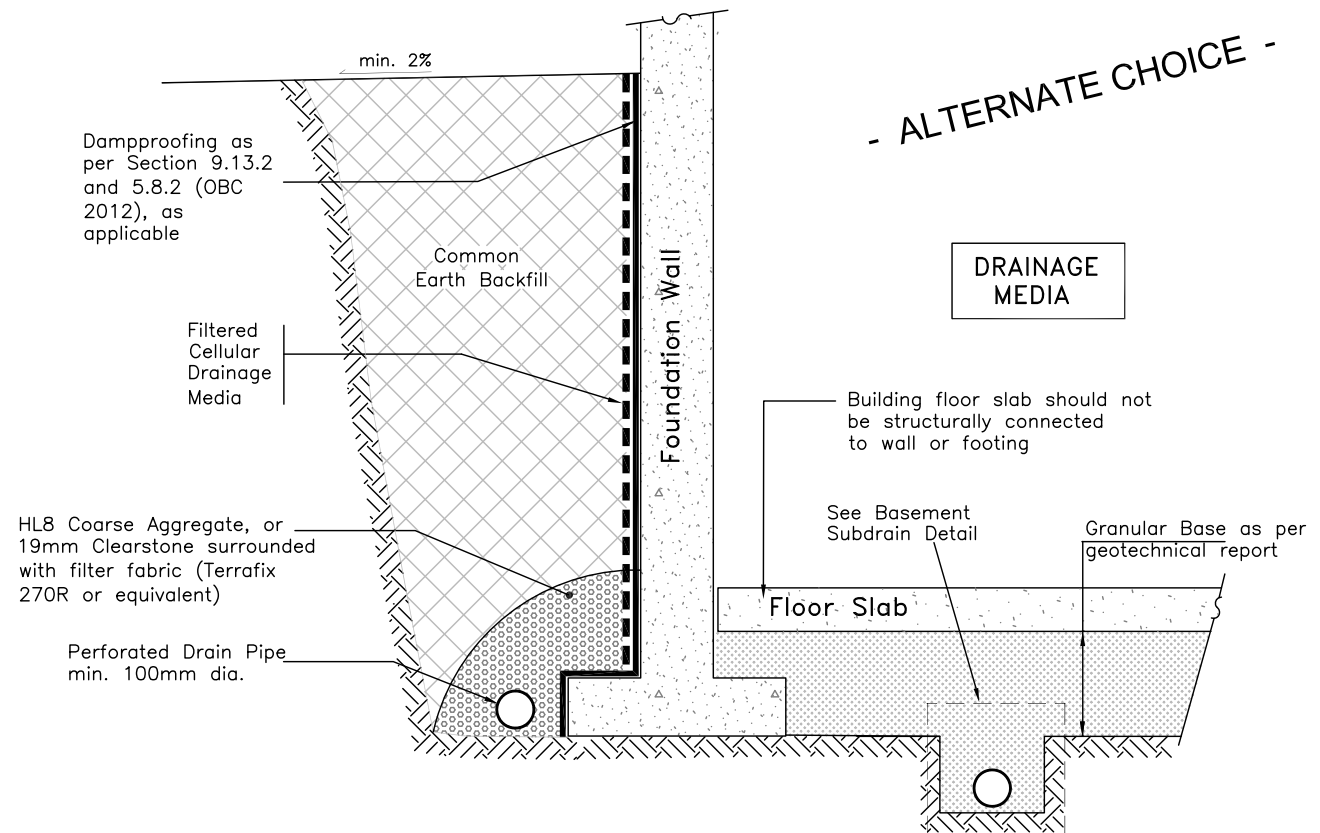 min. 2%
- ALTERNATE CHOICE -
Dampproofing as
per Section 9.13.2
and 5.8.2 (OBC
2012), as
applicable
Common
Earth Backfill
Foundation Wall
DRAINAGE
MEDIA
Filtered
Cellular
Drainage
Media
Building floor slab should not
be structurally connected
to wall or footing
See Basement
Subdrain Detail
Granular Base as per
geotechnical report
HL8 Coarse Aggregate, or
19mm Clearstone surrounded
with filter fabric (Terrafix
270R or equivalent)
Floor Slab
Perforated Drain Pipe
min. 100mm dia.